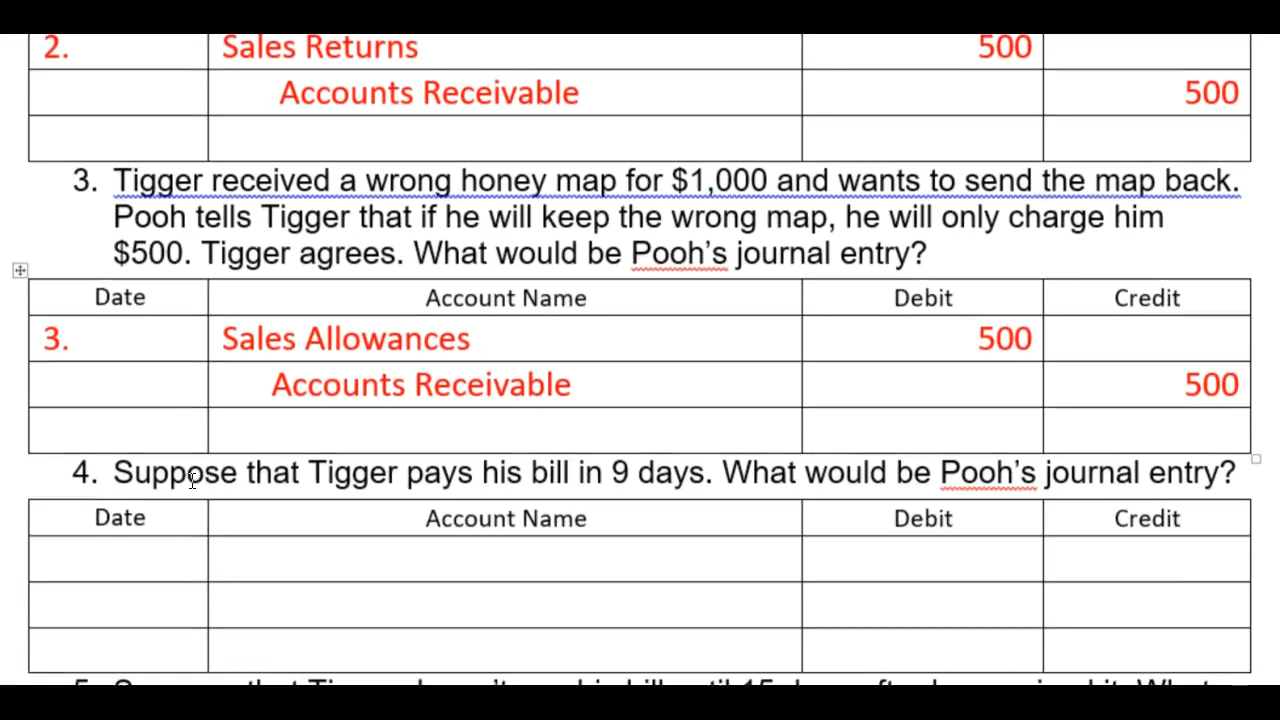 2. Sales Returns 500
Accounts Receivable 500
3. Tigger received a wrong honey map for $1,000 and wants to send the map back.
Pooh tells Tigger that if he will keep the wrong map, he will only charge him
$500. Tigger agrees. What would be Pooh's journal entry?
Date Account Name Debit Credit
3. Sales Allowances 500
Accounts Receivable 500
4. Suppose that Tigger pays his bill in 9 days. What would be Pooh's journal entry?
Date Account Name Debit Credit